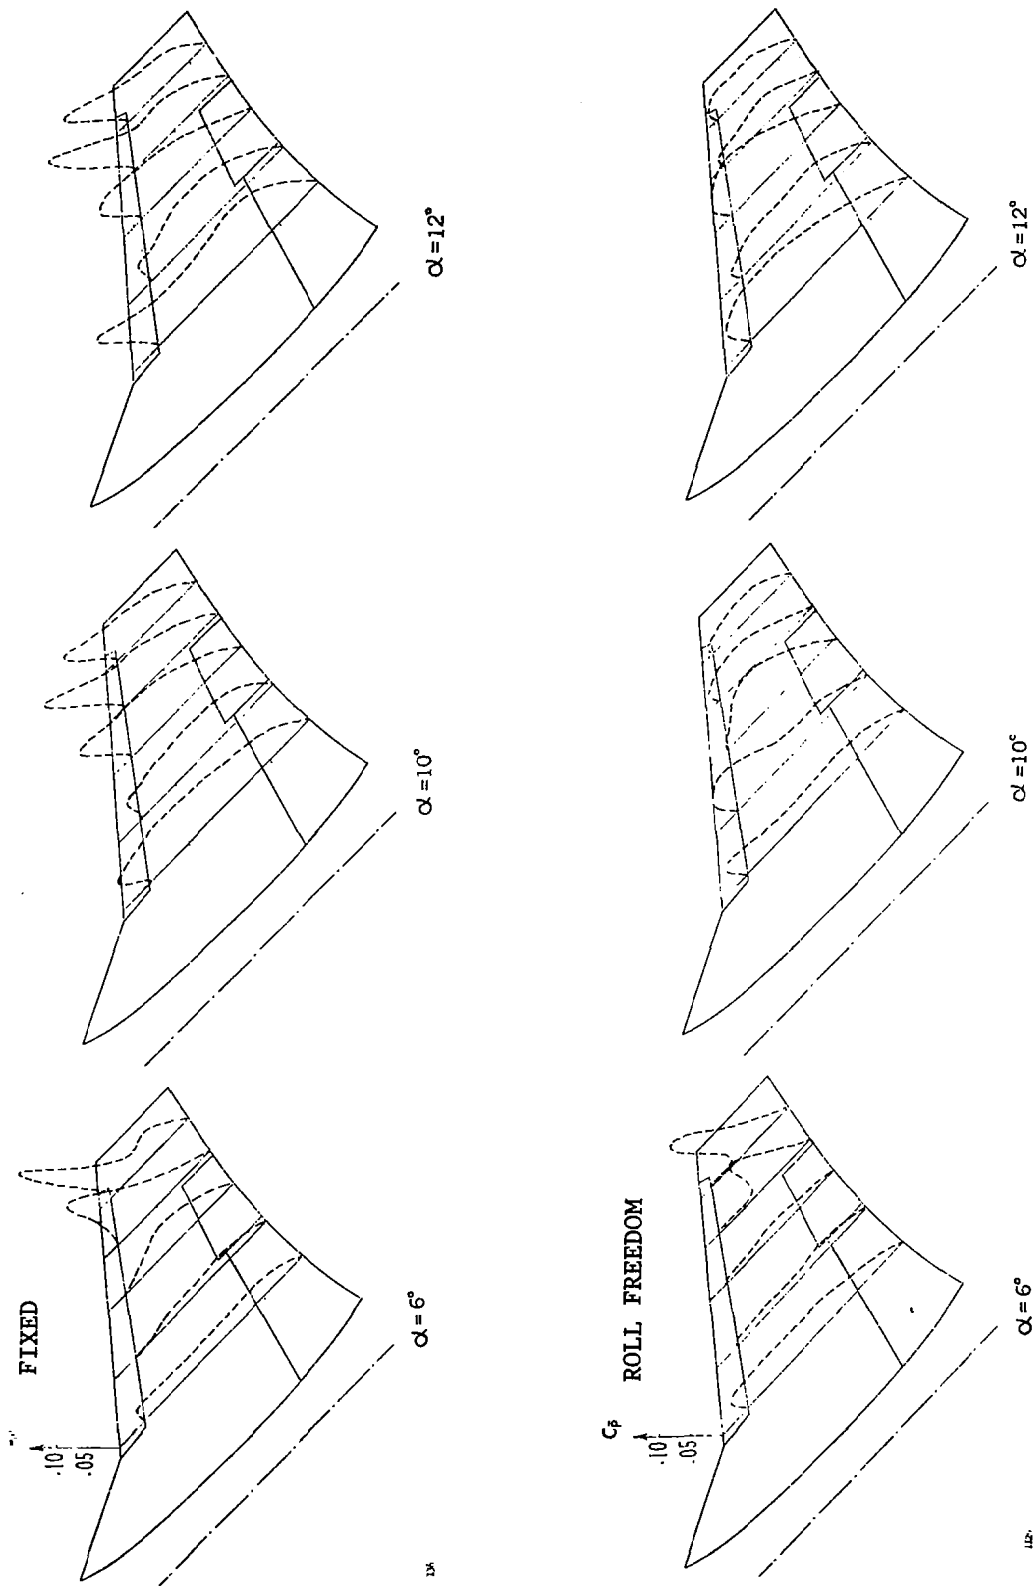 FIXED
.10
.05
α = 6°
α = 10°
α = 12°
ROLL FREEDOM
Cp̄
.10
.05
α = 6°
α = 10°
α = 12°